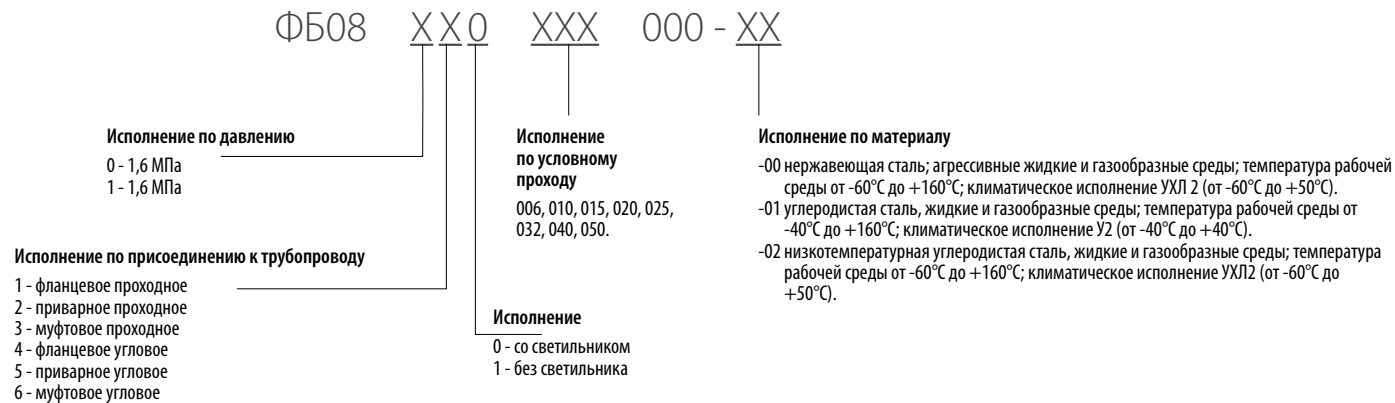 ФБ08 X X 0 XXX 000 - XX
Исполнение по давлению
0 - 1,6 МПа
1 - 1,6 МПа
Исполнение по присоединению к трубопроводу
1 - фланцевое проходное
2 - приварное проходное
3 - муфтовое проходное
4 - фланцевое угловое
5 - приварное угловое
6 - муфтовое угловое
Исполнение
0 - со светильником
1 - без светильника
Исполнение
по условному
проходу
006, 010, 015, 020, 025,
032, 040, 050.
Исполнение по материалу
-00 нержавеющая сталь; агрессивные жидкие и газообразные среды; температура рабочей
среды от -60°С до +160°С; климатическое исполнение УХЛ 2 (от -60°С до +50°С).
-01 углеродистая сталь, жидкие и газообразные среды; температура рабочей среды от
-40°С до +160°С; климатическое исполнение У2 (от -40°С до +40°С).
-02 низкотемпературная углеродистая сталь, жидкие и газообразные среды; температура
рабочей среды от -60°С до +160°С; климатическое исполнение УХЛ2 (от -60°С до
+50°С).